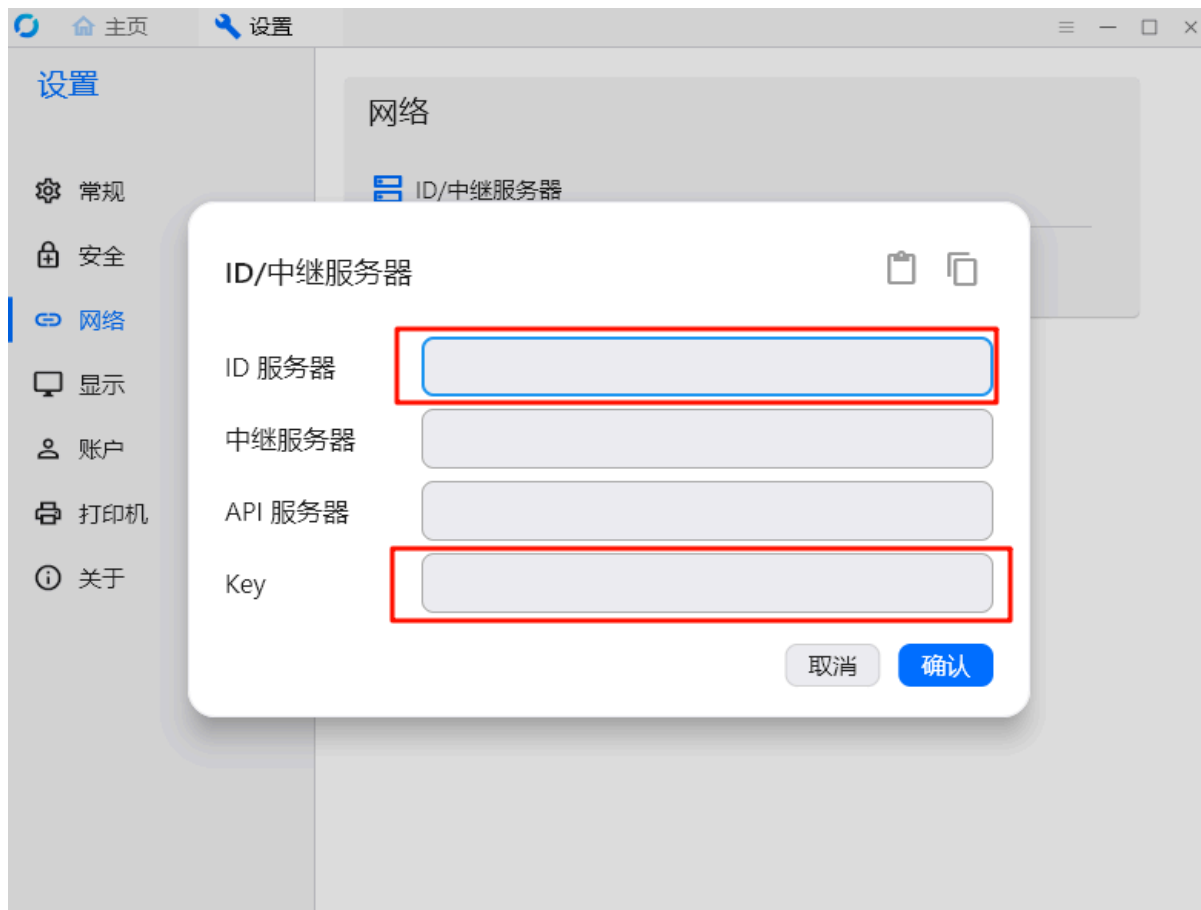 主页
设置
设置
常规
安全
网络
显示
账户
打印机
关于
网络
ID/中继服务器
ID/中继服务器
ID 服务器
中继服务器
API 服务器
Key
取消
确认